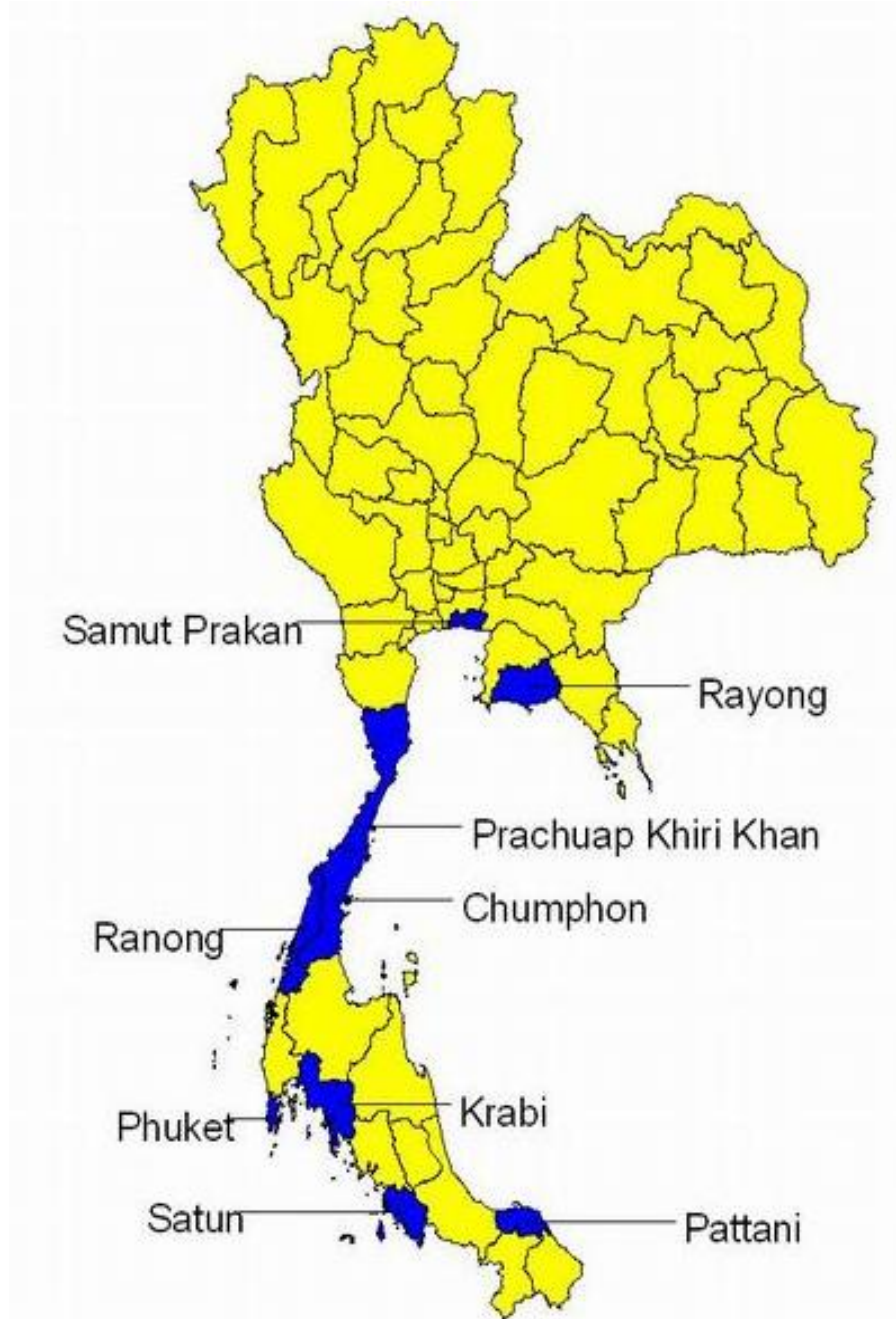 Samut Prakan
Rayong
Prachuap Khiri Khan
Chumphon
Ranong
Krabi
Phuket
Satun
Pattani